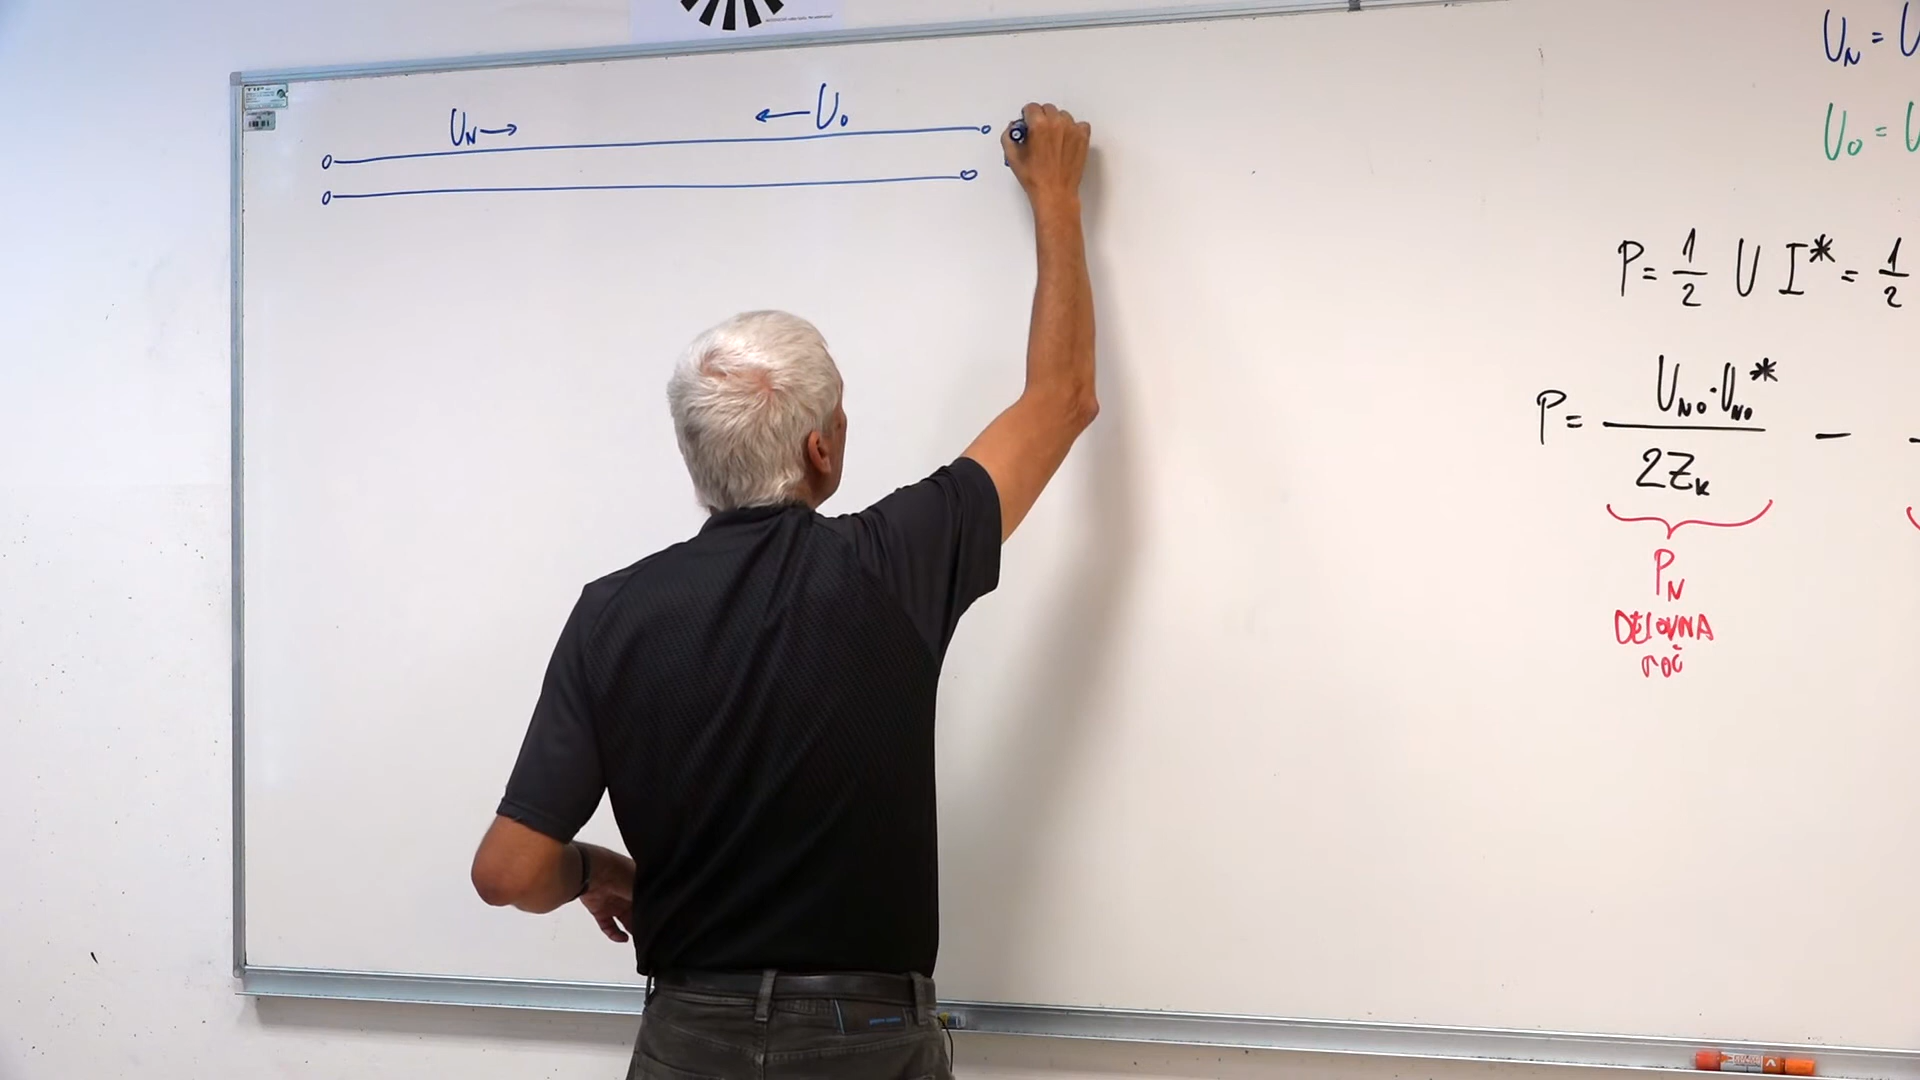 U_N → ← U_0
U_N = U
U_0 = U
P = 1/2 U I* = 1/2
P = U_N0 · U_N0* / 2Z_K −
P_N
DELOVNA
MOČ